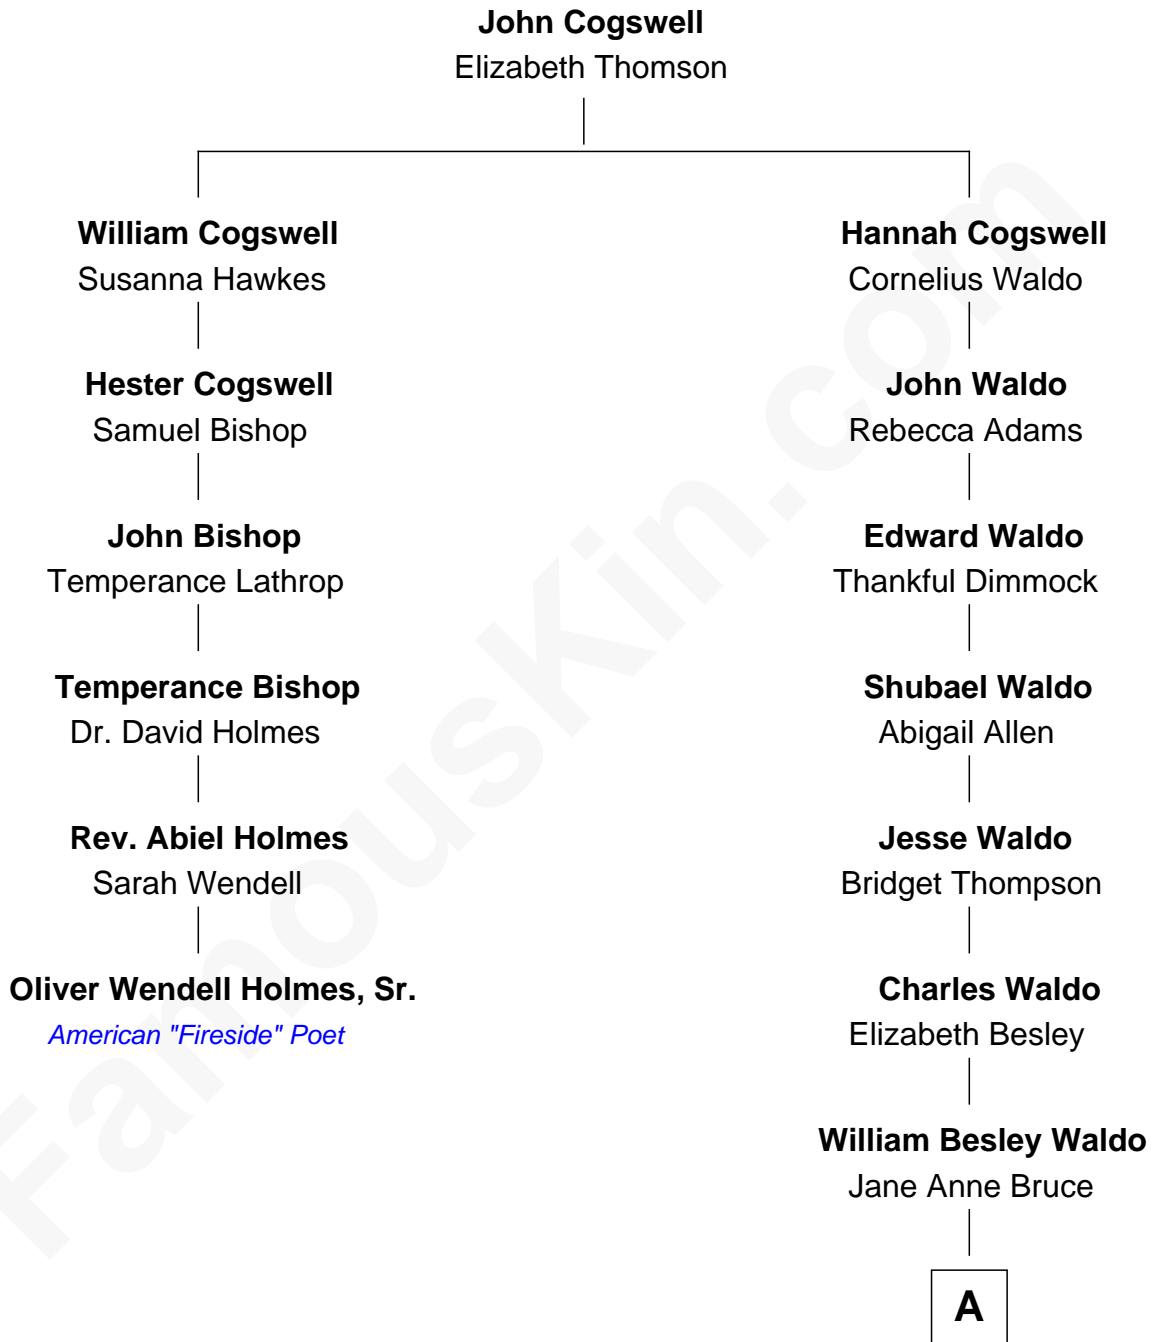 John Cogswell
Elizabeth Thomson
William Cogswell
Susanna Hawkes
Hester Cogswell
Samuel Bishop
John Bishop
Temperance Lathrop
Temperance Bishop
Dr. David Holmes
Rev. Abiel Holmes
Sarah Wendell
Oliver Wendell Holmes, Sr.
American "Fireside" Poet
Hannah Cogswell
Cornelius Waldo
John Waldo
Rebecca Adams
Edward Waldo
Thankful Dimmock
Shubael Waldo
Abigail Allen
Jesse Waldo
Bridget Thompson
Charles Waldo
Elizabeth Besley
William Besley Waldo
Jane Anne Bruce
A
FamousKin.com